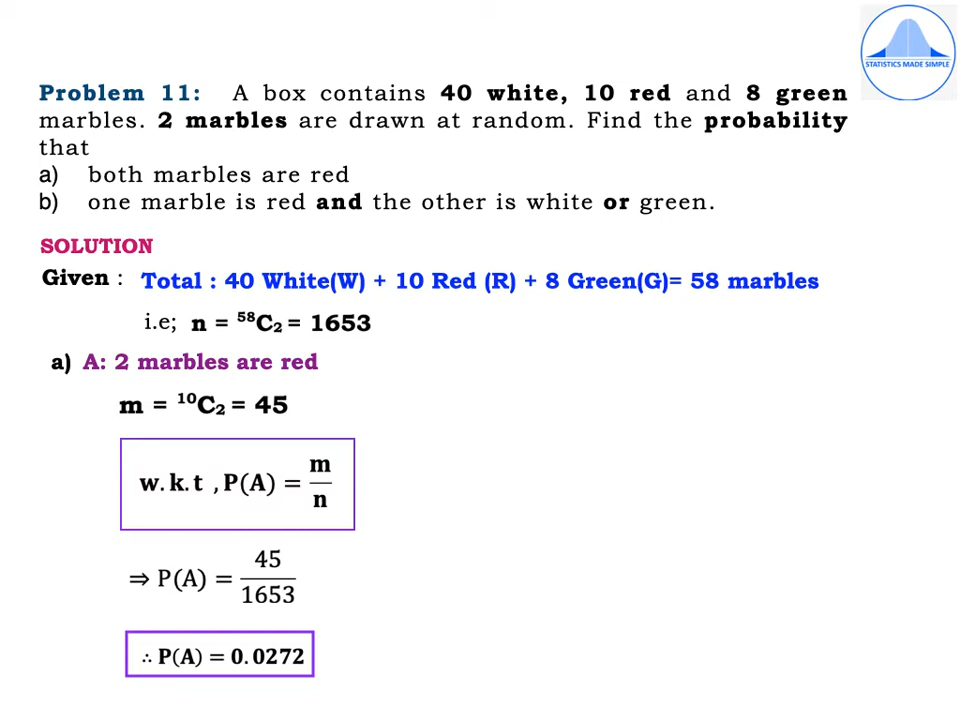 STATISTICS MADE SIMPLE
Problem 11: A box contains 40 white, 10 red and 8 green
marbles. 2 marbles are drawn at random. Find the probability
that
a) both marbles are red
b) one marble is red and the other is white or green.
SOLUTION
Given : Total : 40 White(W) + 10 Red (R) + 8 Green(G)= 58 marbles
i.e; n = ⁵⁸C₂ = 1653
a) A: 2 marbles are red
m = ¹⁰C₂ = 45
w.k.t ,P(A) = m/n
⇒ P(A) = 45/1653
∴ P(A) = 0.0272